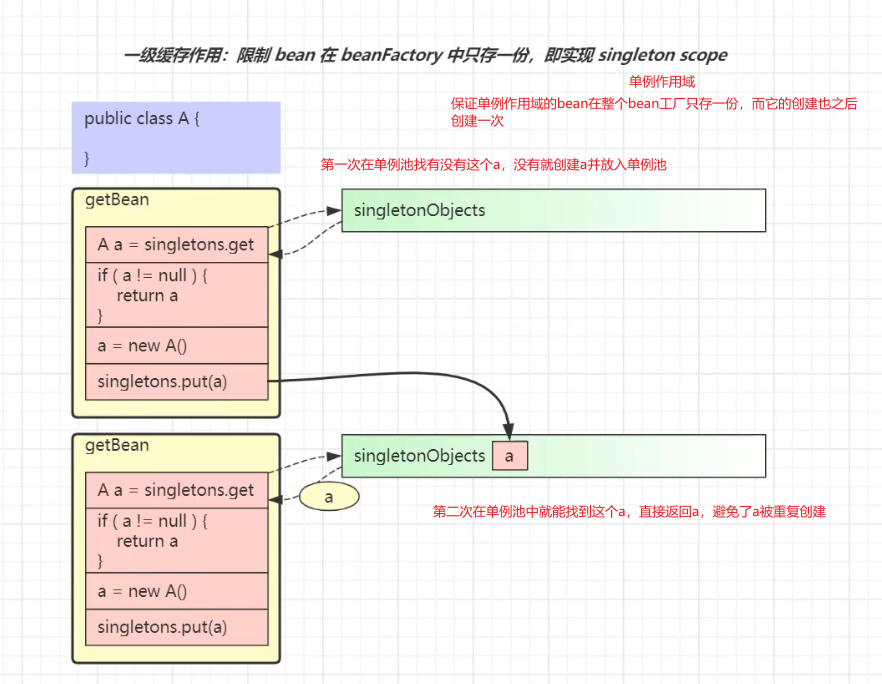 一级缓存作用：限制 bean 在 beanFactory 中只存一份，即实现 singleton scope
单例作用域
保证单例作用域的bean在整个bean工厂只存一份，而它的创建也之后
创建一次
public class A {
}
第一次在单例池找有没有这个a，没有就创建a并放入单例池
getBean
singletonObjects
A a = singletons.get
if ( a != null ) {
return a
}
a = new A()
singletons.put(a)
getBean
singletonObjects
a
A a = singletons.get
a
第二次在单例池中就能找到这个a，直接返回a，避免了a被重复创建
if ( a != null ) {
return a
}
a = new A()
singletons.put(a)